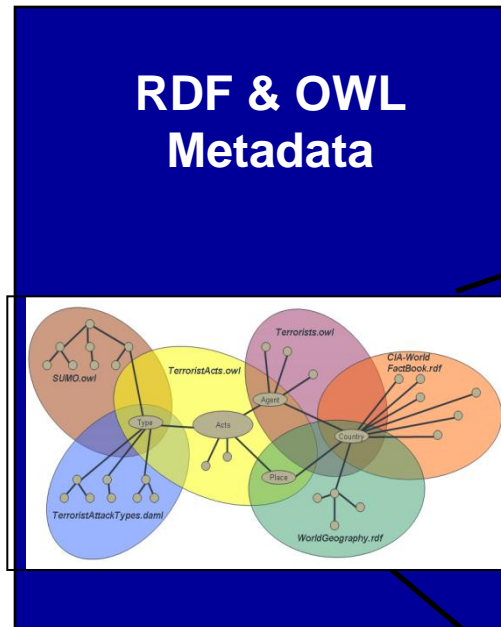 RDF & OWL
Metadata
Terrorists.owl
CIA-World
FactBook.rdf
SUMO.owl
TerroristActs.owl
Agent
Type
Acts
Country
Place
TerroristAttackTypes.daml
WorldGeography.rdf